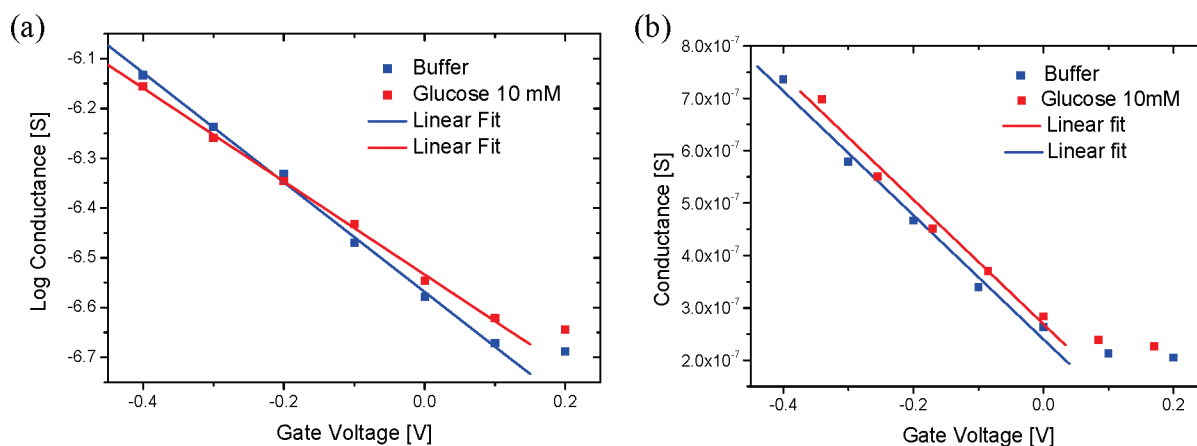 (a)
Log Conductance [S]
-6.1
-6.2
-6.3
-6.4
-6.5
-6.6
-6.7
Buffer
Glucose 10 mM
Linear Fit
Linear Fit
-0.4
-0.2
0.0
0.2
Gate Voltage [V]
(b)
Conductance [S]
8.0x10⁻⁷
7.0x10⁻⁷
6.0x10⁻⁷
5.0x10⁻⁷
4.0x10⁻⁷
3.0x10⁻⁷
2.0x10⁻⁷
Buffer
Glucose 10mM
Linear fit
Linear fit
-0.4
-0.2
0.0
0.2
Gate Voltage [V]